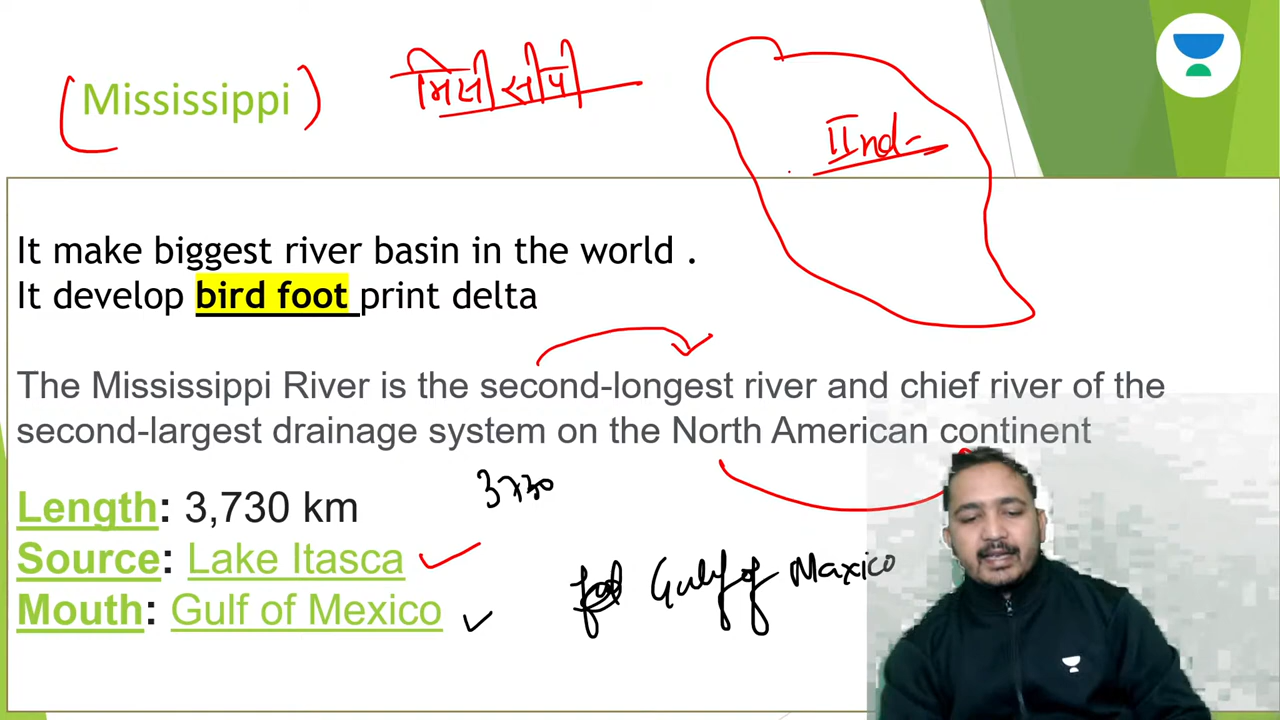 (Mississippi)
मिसीसीपी
IInd-
It make biggest river basin in the world .
It develop bird foot print delta
The Mississippi River is the second-longest river and chief river of the
second-largest drainage system on the North American continent
Length: 3,730 km
3730
Source: Lake Itasca
Mouth: Gulf of Mexico
Gulf of Maxico